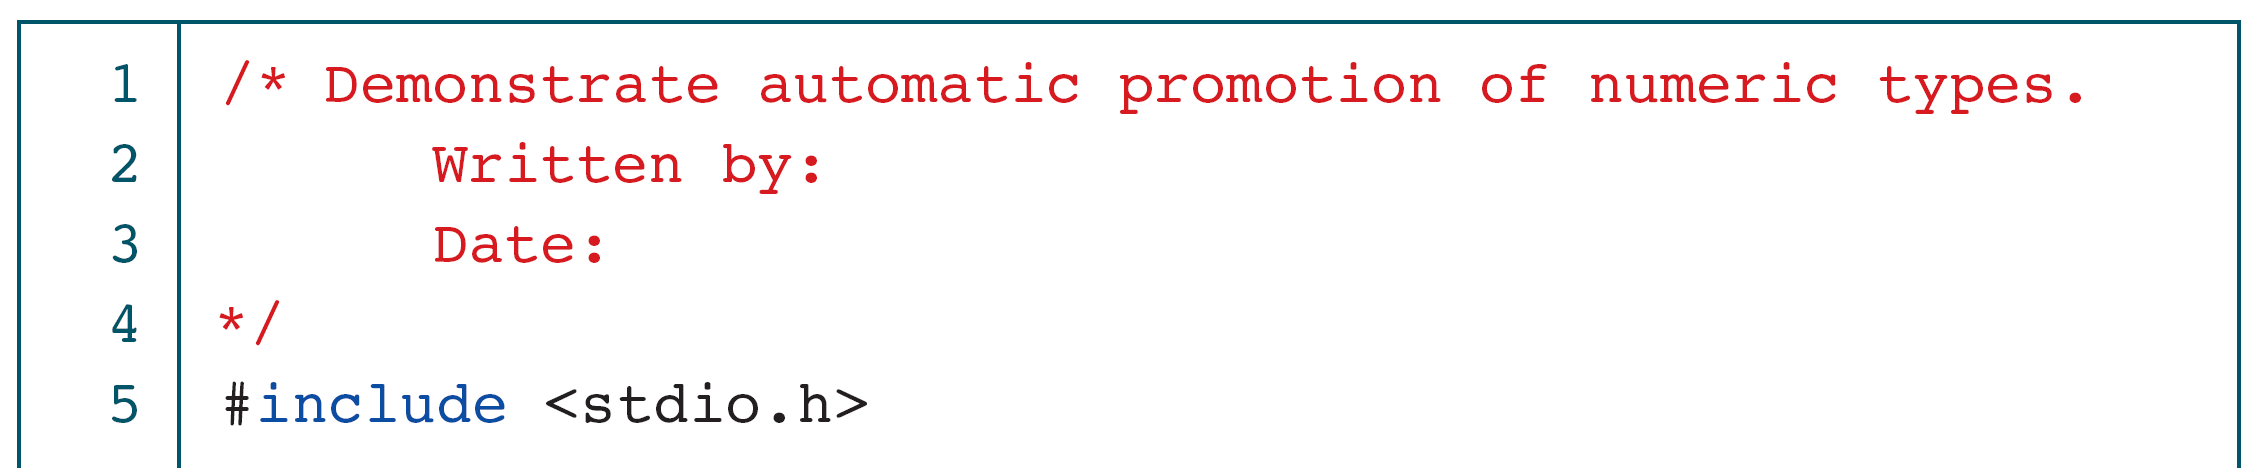 1 /* Demonstrate automatic promotion of numeric types.
2 Written by:
3 Date:
4 */
5 #include <stdio.h>